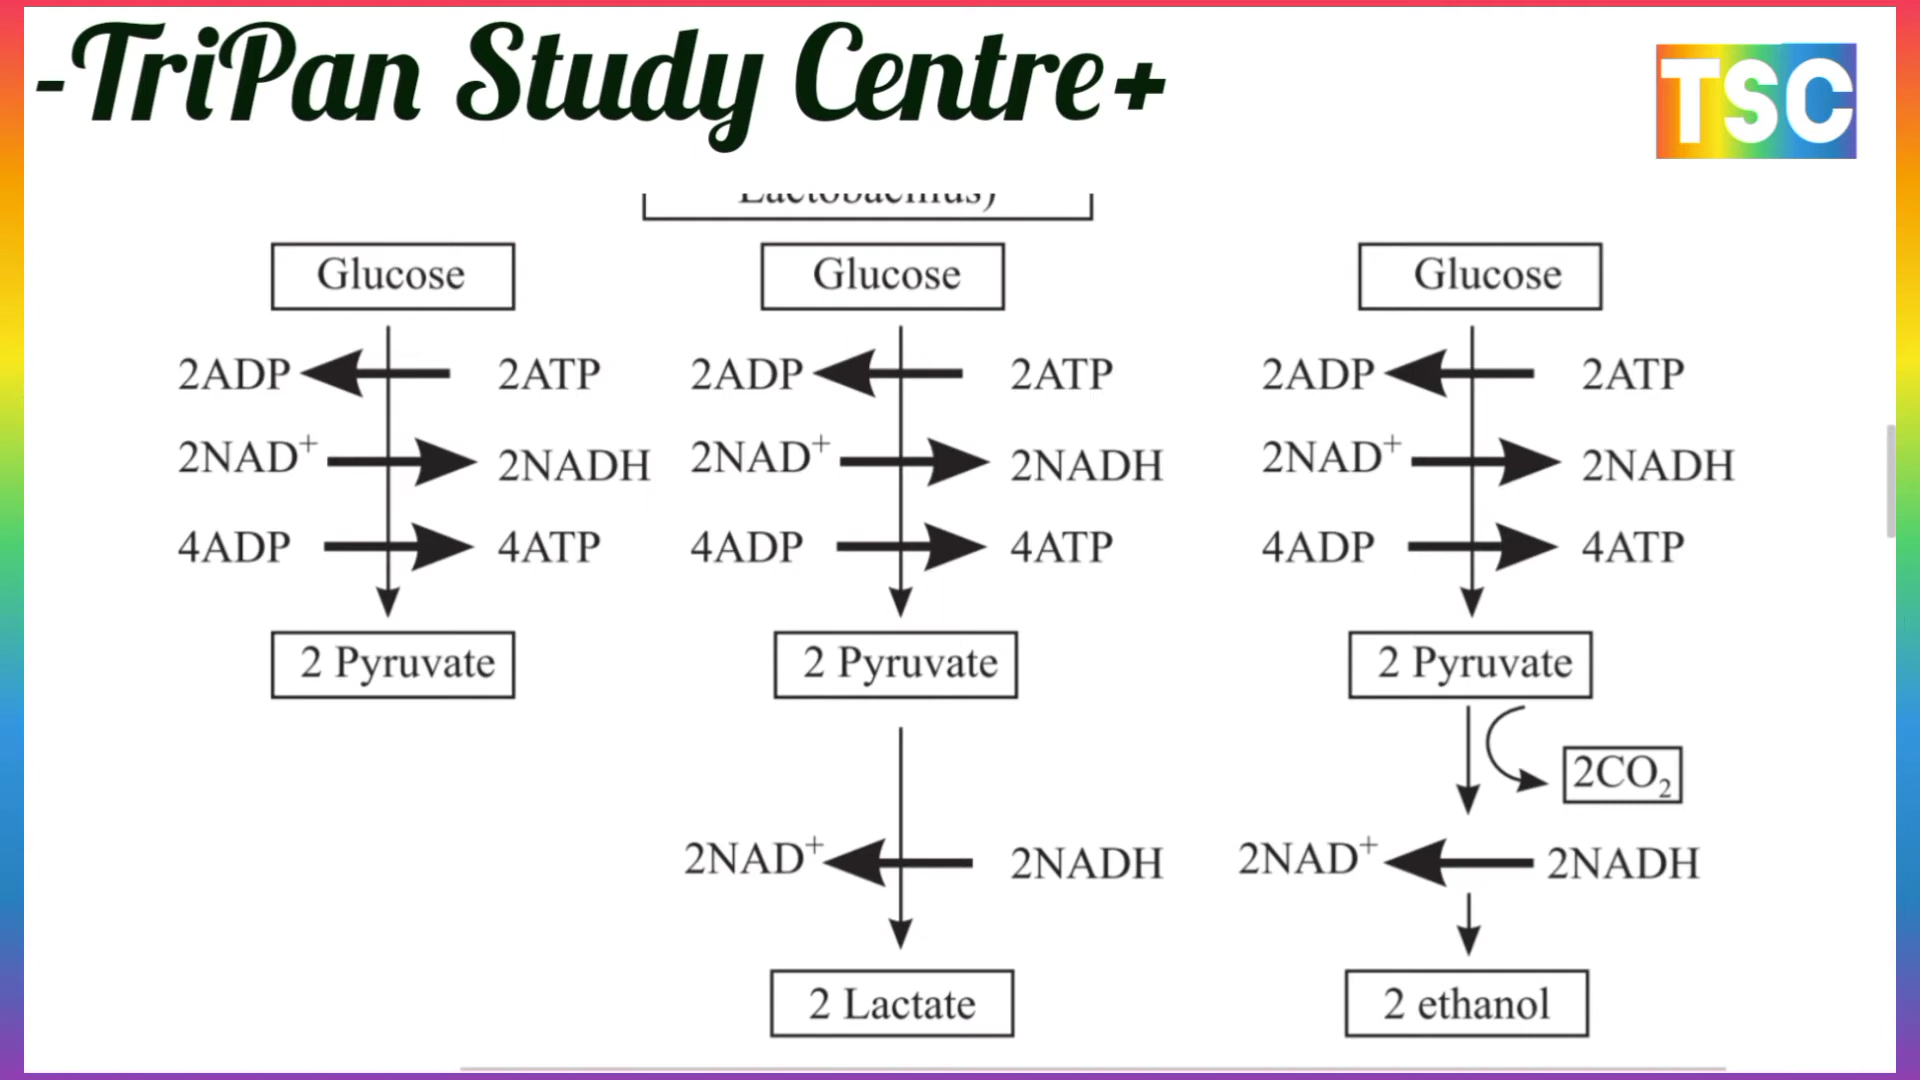 -TriPan Study Centre+
TSC
Lactobacillus)
Glucose Glucose Glucose
2ADP 2ATP 2ADP 2ATP 2ADP 2ATP
2NAD+ 2NADH 2NAD+ 2NADH 2NAD+ 2NADH
4ADP 4ATP 4ADP 4ATP 4ADP 4ATP
2 Pyruvate 2 Pyruvate 2 Pyruvate
2CO2
2NAD+ 2NADH 2NAD+ 2NADH
2 Lactate 2 ethanol